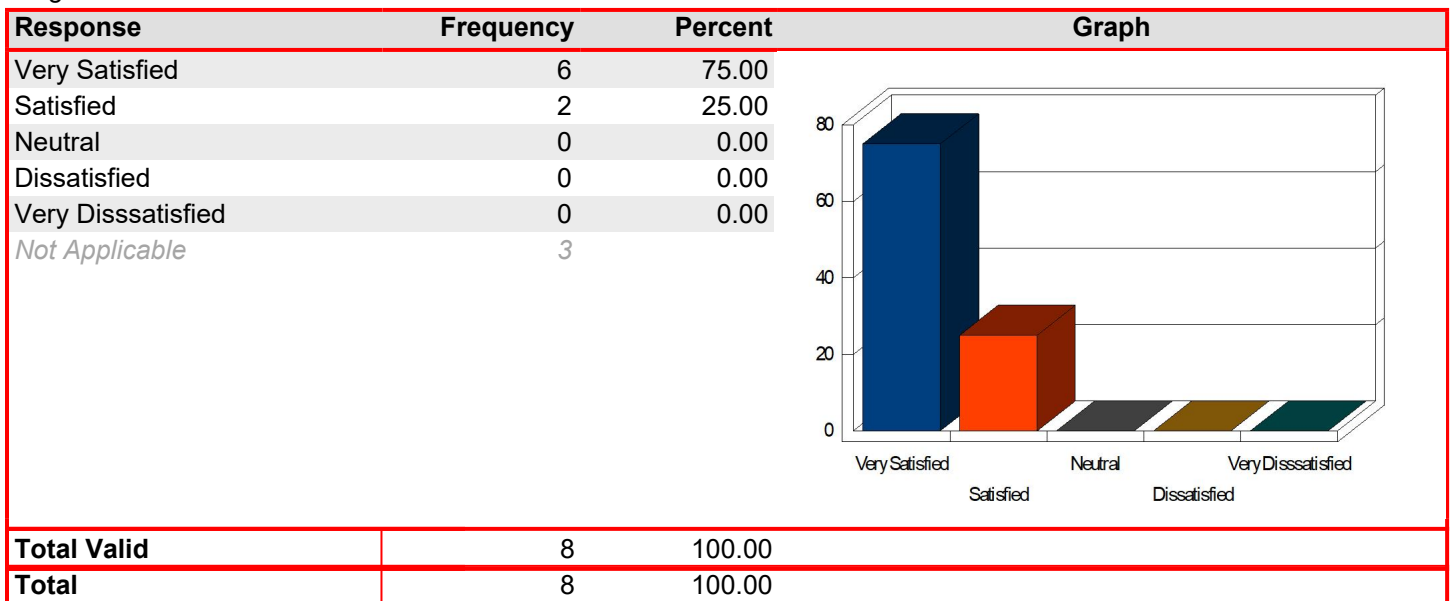 Response Frequency Percent Graph
Very Satisfied 6 75.00
Satisfied 2 25.00
Neutral 0 0.00
Dissatisfied 0 0.00
Very Disssatisfied 0 0.00
Not Applicable 3
80
60
40
20
0
Very Satisfied Neutral Very Disssatisfied
Satisfied Dissatisfied
Total Valid 8 100.00
Total 8 100.00